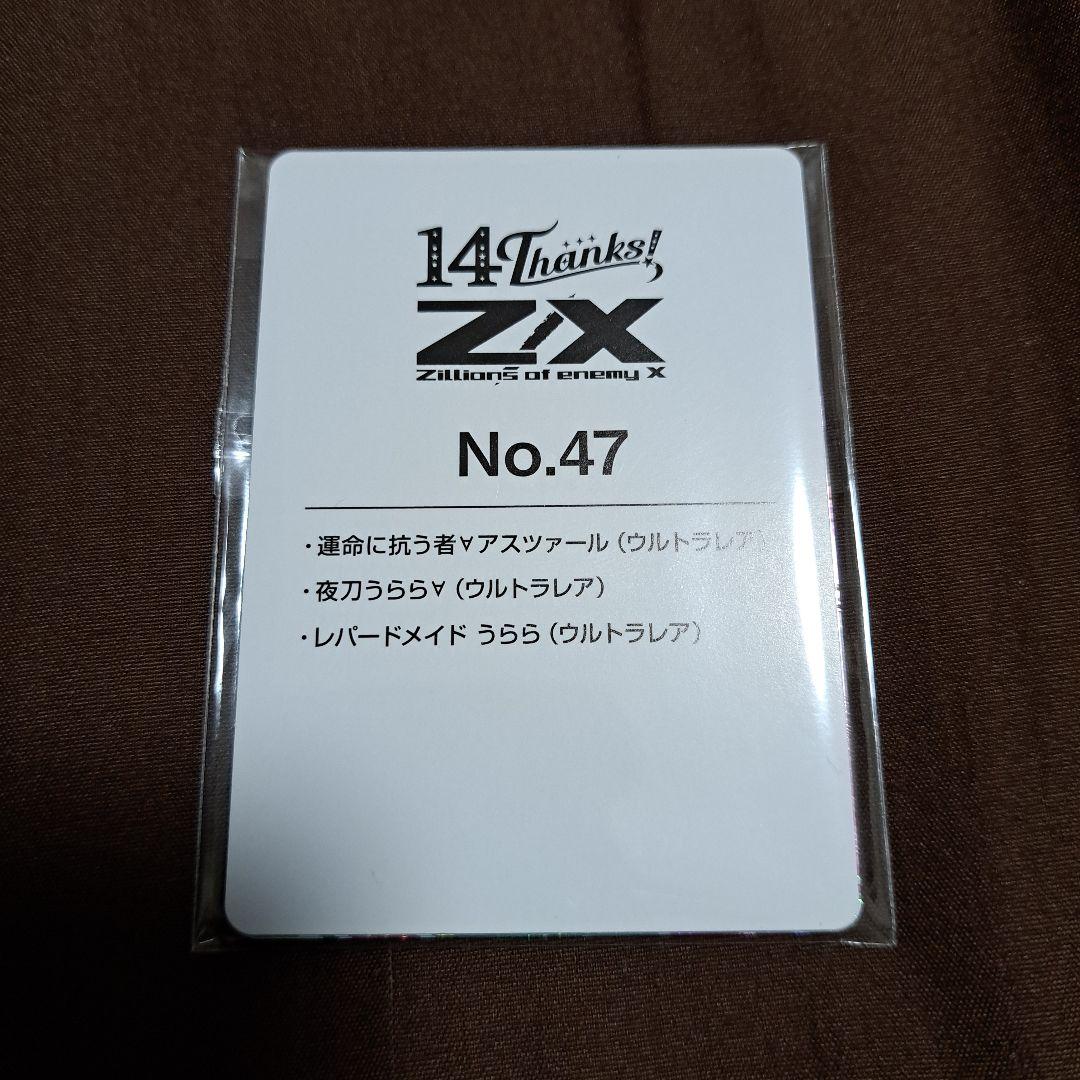 14Thanks!
Z/X
Zillions of enemy X
No.47
・運命に抗う者∀アスツァール（ウルトラレア）
・夜刀うらら∀（ウルトラレア）
・レパードメイド うらら（ウルトラレア）